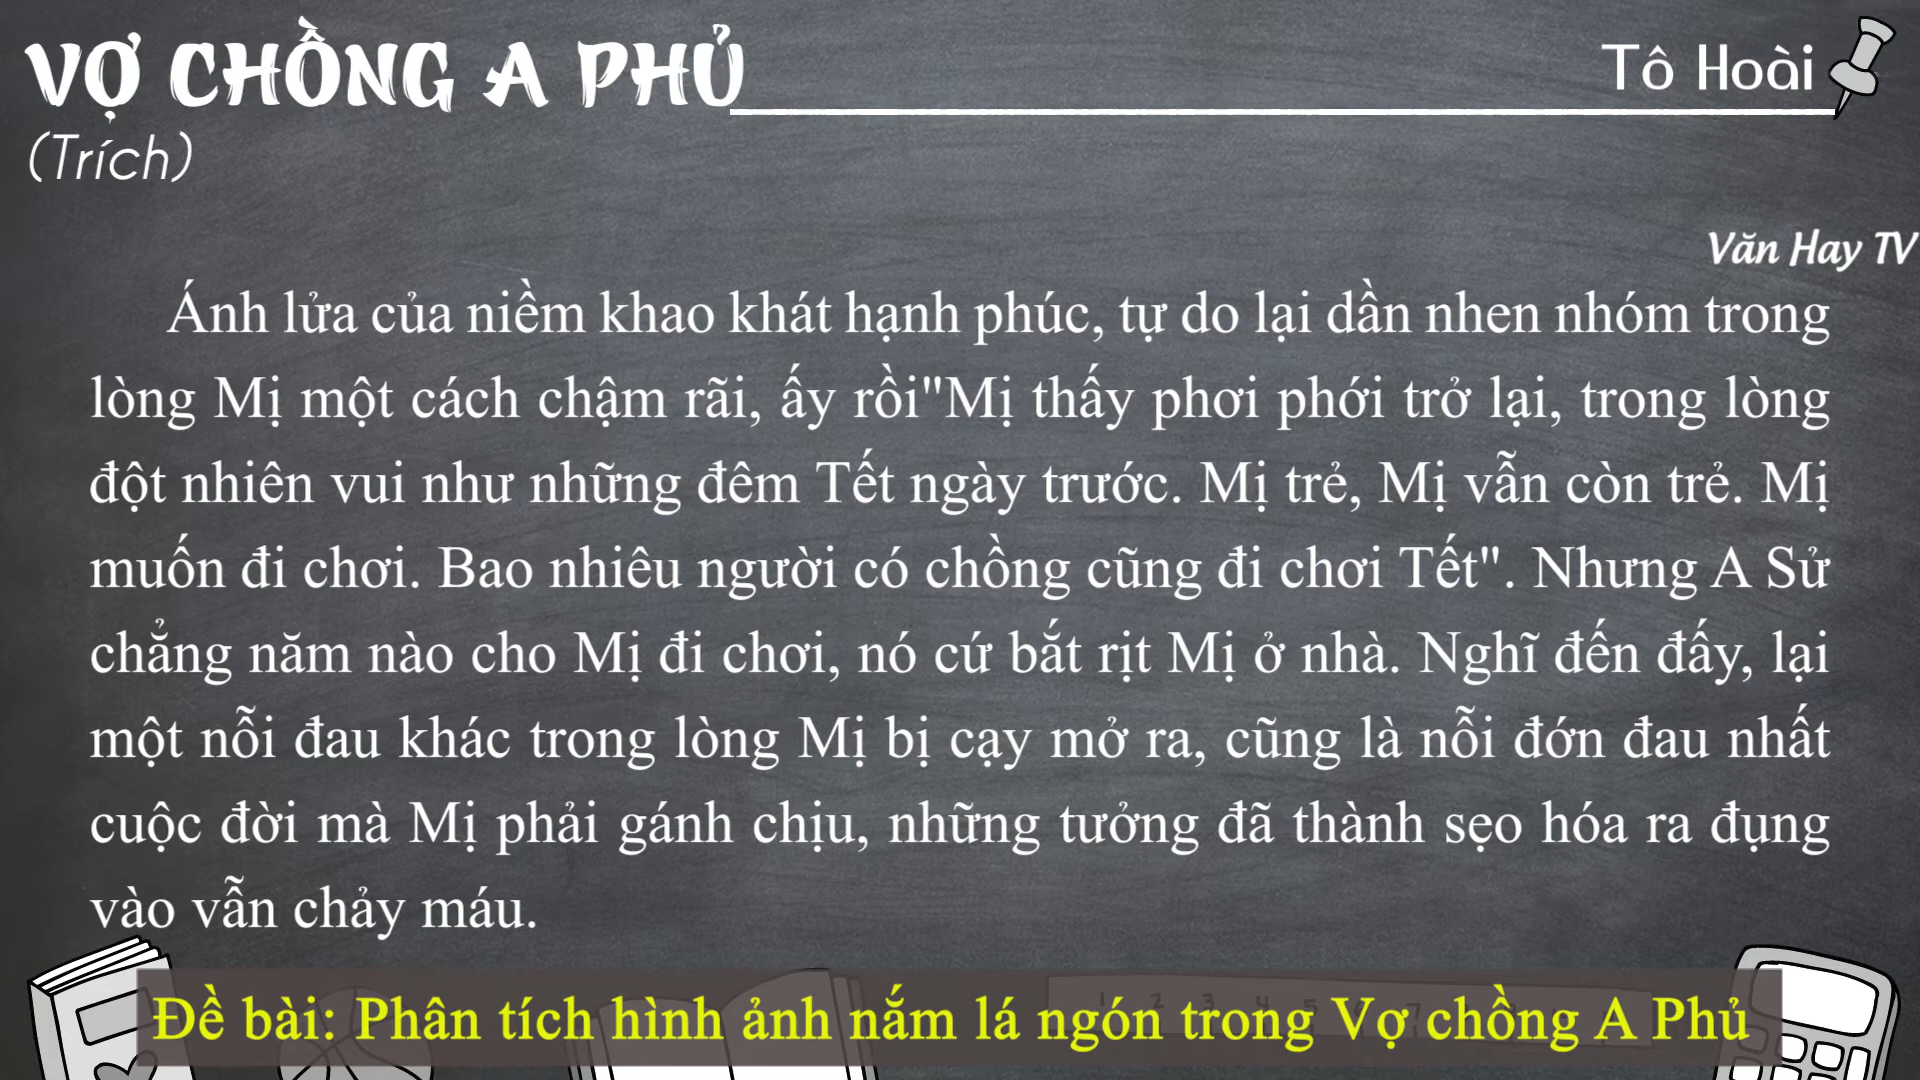 VỢ CHỒNG A PHỦ
Tô Hoài
(Trích)
Văn Hay TV
Ánh lửa của niềm khao khát hạnh phúc, tự do lại dần nhen nhóm trong
lòng Mị một cách chậm rãi, ấy rồi"Mị thấy phơi phới trở lại, trong lòng
đột nhiên vui như những đêm Tết ngày trước. Mị trẻ, Mị vẫn còn trẻ. Mị
muốn đi chơi. Bao nhiêu người có chồng cũng đi chơi Tết". Nhưng A Sử
chẳng năm nào cho Mị đi chơi, nó cứ bắt rịt Mị ở nhà. Nghĩ đến đấy, lại
một nỗi đau khác trong lòng Mị bị cạy mở ra, cũng là nỗi đớn đau nhất
cuộc đời mà Mị phải gánh chịu, những tưởng đã thành sẹo hóa ra đụng
vào vẫn chảy máu.
Đề bài: Phân tích hình ảnh nắm lá ngón trong Vợ chồng A Phủ